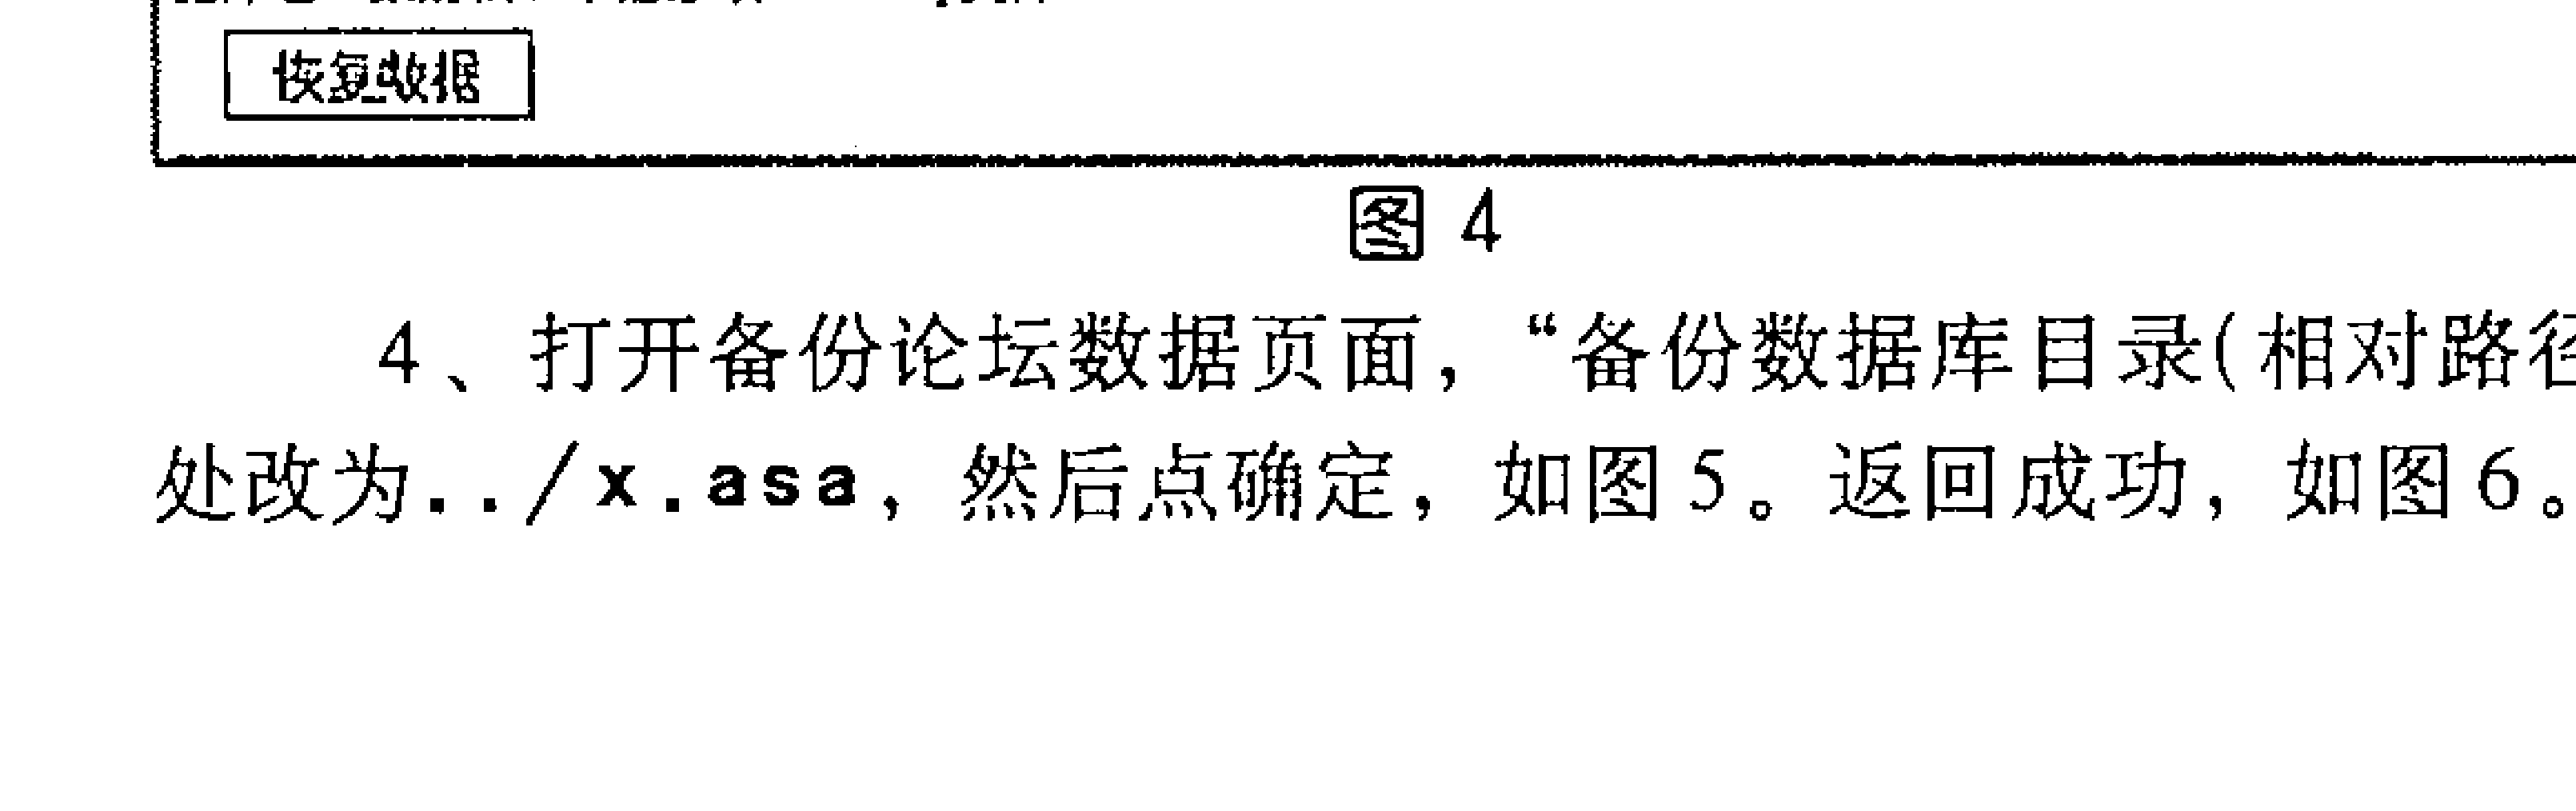 恢复数据
图 4
4、打开备份论坛数据页面，“备份数据库目录(相对路径
处改为../x.asa，然后点确定，如图5。返回成功，如图6。